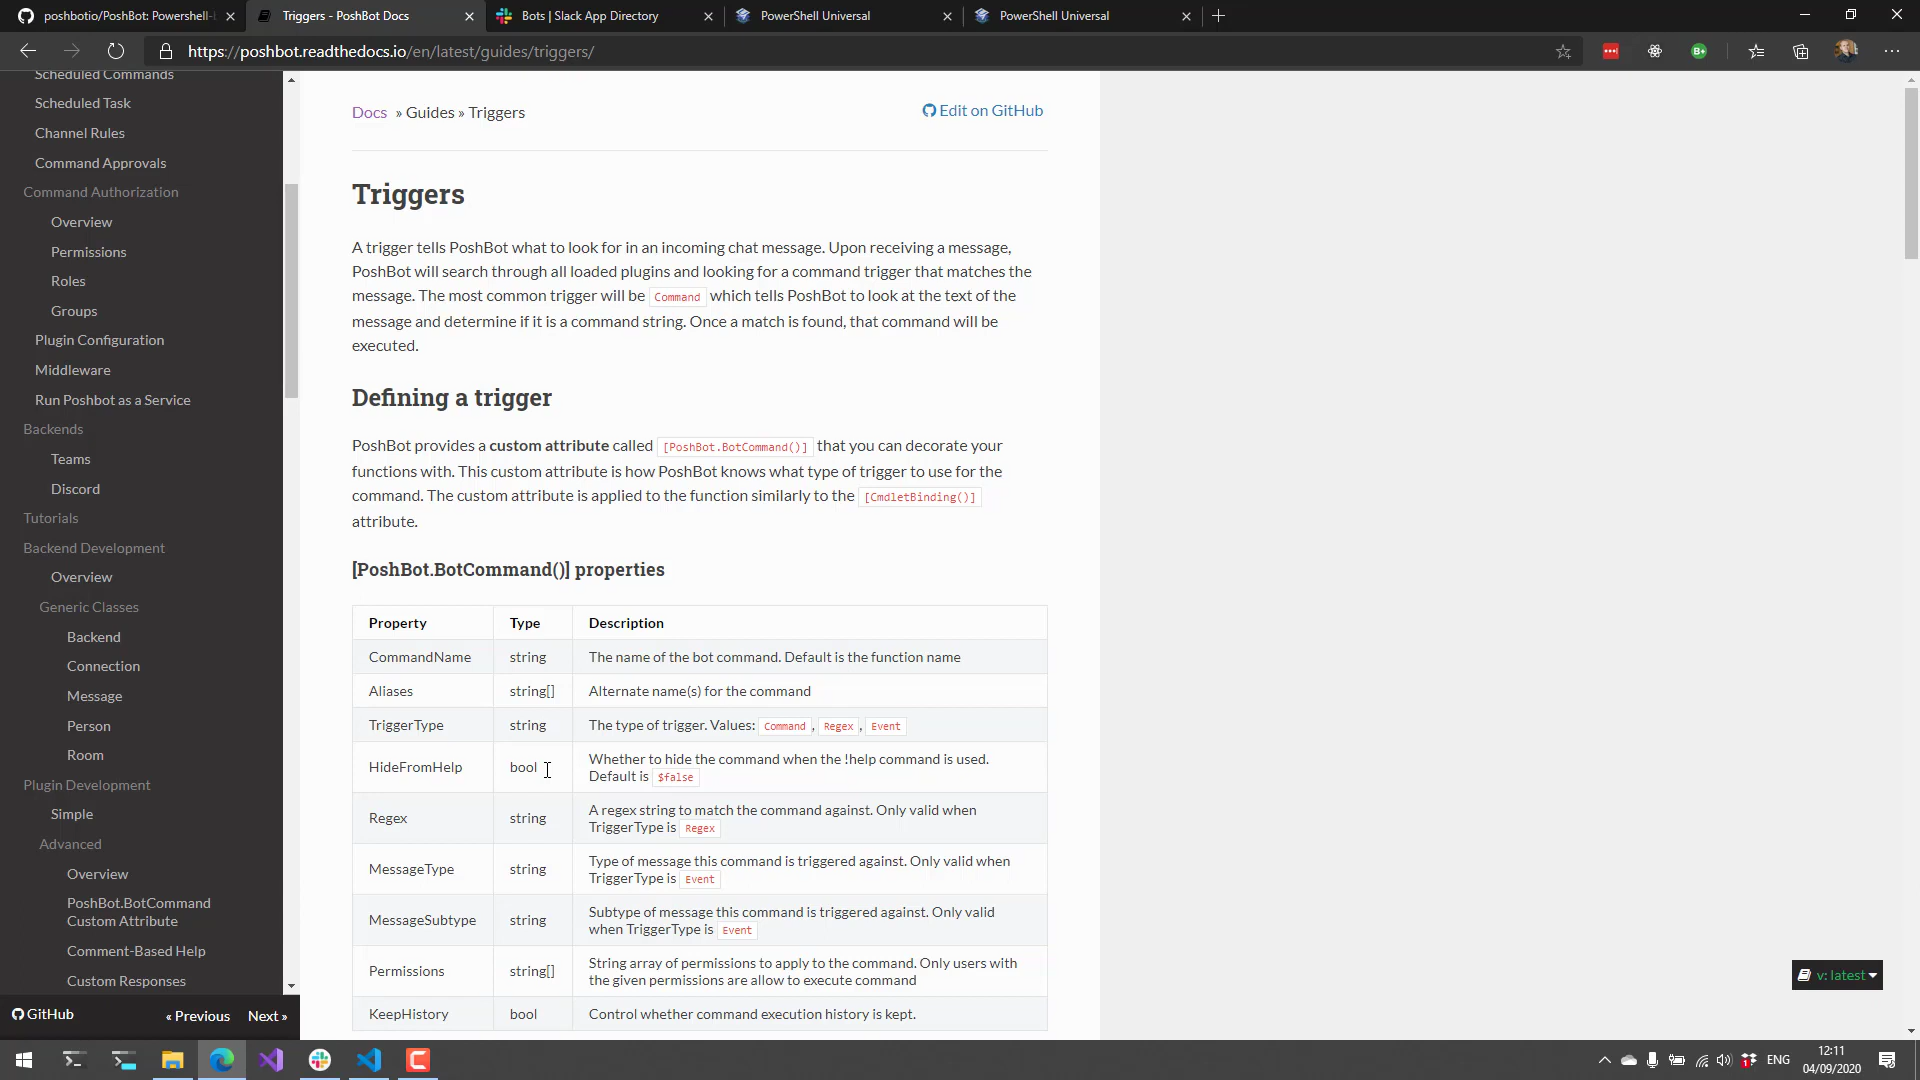 poshbotio/PoshBot: Powershell-
Triggers - PoshBot Docs
Bots | Slack App Directory
PowerShell Universal
PowerShell Universal
https://poshbot.readthedocs.io/en/latest/guides/triggers/
Scheduled Commands
Scheduled Task
Channel Rules
Command Approvals
Command Authorization
Overview
Permissions
Roles
Groups
Plugin Configuration
Middleware
Run Poshbot as a Service
Backends
Teams
Discord
Tutorials
Backend Development
Overview
Generic Classes
Backend
Connection
Message
Person
Room
Plugin Development
Simple
Advanced
Overview
PoshBot.BotCommand
Custom Attribute
Comment-Based Help
Custom Responses
GitHub
« Previous
Next »
Docs » Guides » Triggers
Edit on GitHub
Triggers
A trigger tells PoshBot what to look for in an incoming chat message. Upon receiving a message,
PoshBot will search through all loaded plugins and looking for a command trigger that matches the
message. The most common trigger will be Command which tells PoshBot to look at the text of the
message and determine if it is a command string. Once a match is found, that command will be
executed.
Defining a trigger
PoshBot provides a custom attribute called [PoshBot.BotCommand()] that you can decorate your
functions with. This custom attribute is how PoshBot knows what type of trigger to use for the
command. The custom attribute is applied to the function similarly to the [CmdletBinding()]
attribute.
[PoshBot.BotCommand()] properties
Property Type Description
CommandName string The name of the bot command. Default is the function name
Aliases string[] Alternate name(s) for the command
TriggerType string The type of trigger. Values: Command , Regex , Event
HideFromHelp bool Whether to hide the command when the !help command is used.
Default is $false
Regex string A regex string to match the command against. Only valid when
TriggerType is Regex
MessageType string Type of message this command is triggered against. Only valid when
TriggerType is Event
MessageSubtype string Subtype of message this command is triggered against. Only valid
when TriggerType is Event
Permissions string[] String array of permissions to apply to the command. Only users with
the given permissions are allow to execute command
KeepHistory bool Control whether command execution history is kept.
v: latest
ENG
12:11
04/09/2020